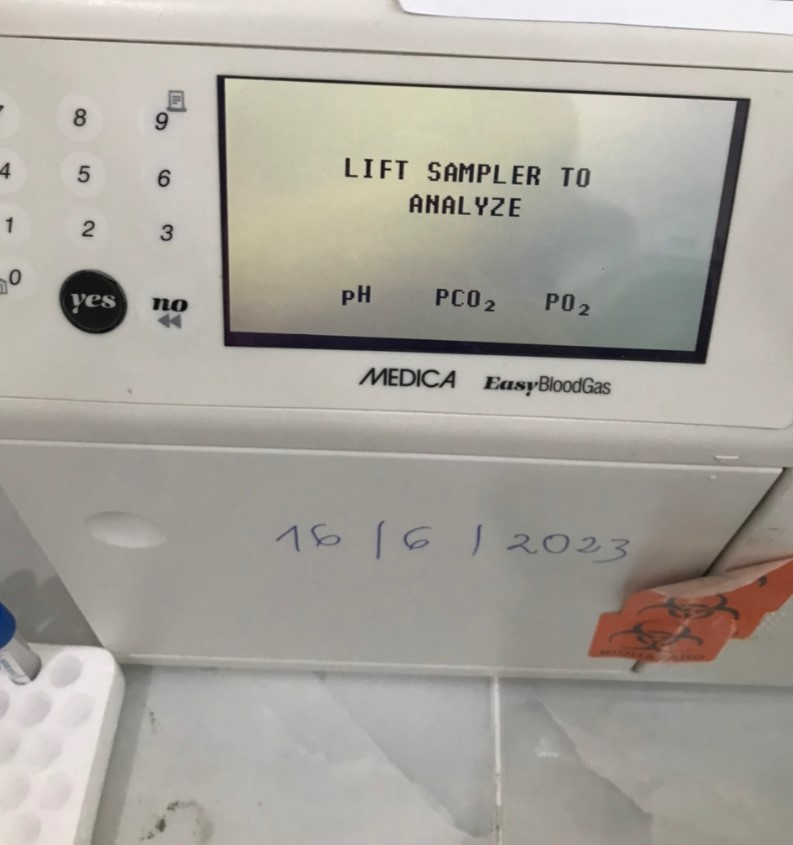 7 8 9
4 5 6
1 2 3
0
yes no
LIFT SAMPLER TO
ANALYZE
pH PCO₂ PO₂
MEDICA EasyBloodGas
16/6/2023